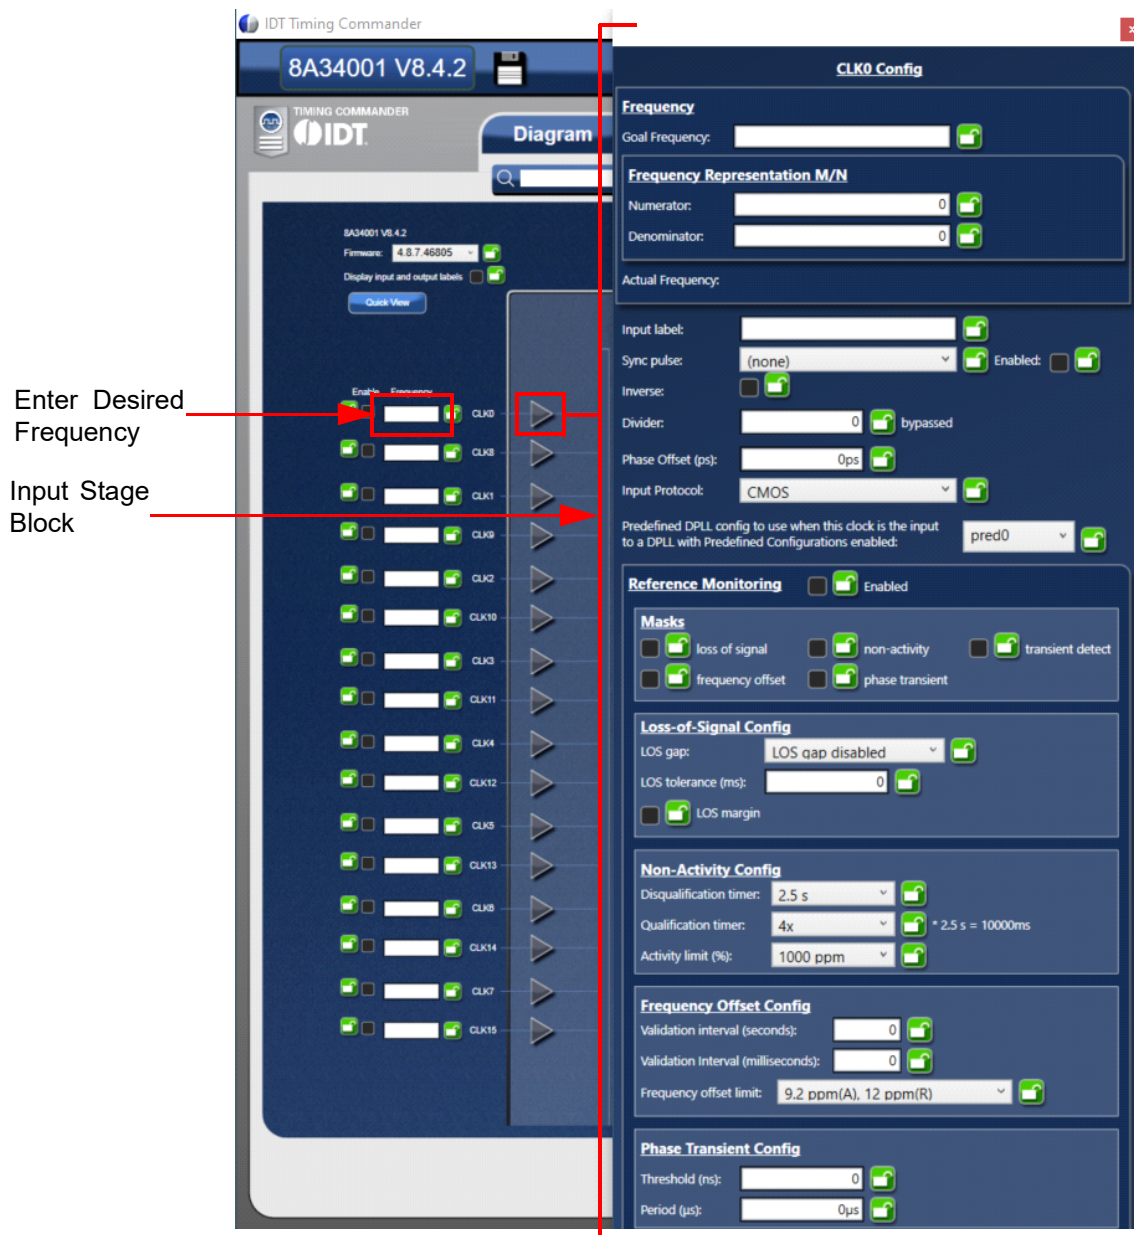 IDT Timing Commander
8A34001 V8.4.2
TIMING COMMANDER
IDT.
Diagram
8A34001 V8.4.2
Firmware: 4.8.7.46805
Display input and output labels
Quick View
Enable Frequency
CLK0
CLK8
CLK1
CLK9
CLK2
CLK10
CLK3
CLK11
CLK4
CLK12
CLK5
CLK13
CLK6
CLK14
CLK7
CLK15
Enter Desired
Frequency
Input Stage
Block
CLK0 Config
Frequency
Goal Frequency:
Frequency Representation M/N
Numerator: 0
Denominator: 0
Actual Frequency:
Input label:
Sync pulse: (none) Enabled:
Inverse:
Divider: 0 bypassed
Phase Offset (ps): 0ps
Input Protocol: CMOS
Predefined DPLL config to use when this clock is the input
to a DPLL with Predefined Configurations enabled: pred0
Reference Monitoring Enabled
Masks
loss of signal non-activity transient detect
frequency offset phase transient
Loss-of-Signal Config
LOS gap: LOS gap disabled
LOS tolerance (ms): 0
LOS margin
Non-Activity Config
Disqualification timer: 2.5 s
Qualification timer: 4x * 2.5 s = 10000ms
Activity limit (%): 1000 ppm
Frequency Offset Config
Validation interval (seconds): 0
Validation Interval (milliseconds): 0
Frequency offset limit: 9.2 ppm(A), 12 ppm(R)
Phase Transient Config
Threshold (ns): 0
Period (µs): 0µs